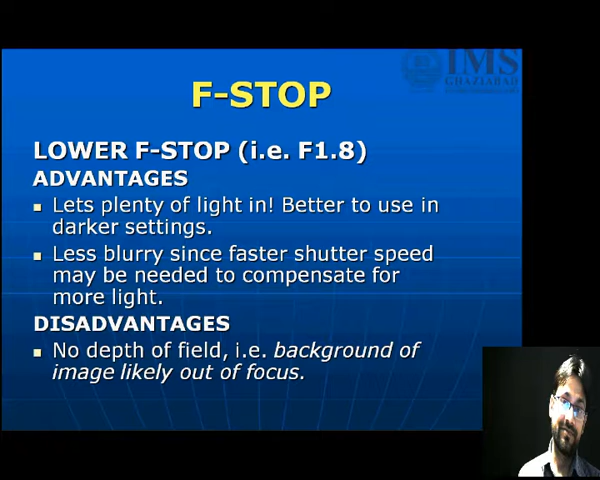 IMS
GHAZIABAD
F-STOP
LOWER F-STOP (i.e. F1.8)
ADVANTAGES
Lets plenty of light in! Better to use in
darker settings.
Less blurry since faster shutter speed
may be needed to compensate for
more light.
DISADVANTAGES
No depth of field, i.e. background of
image likely out of focus.